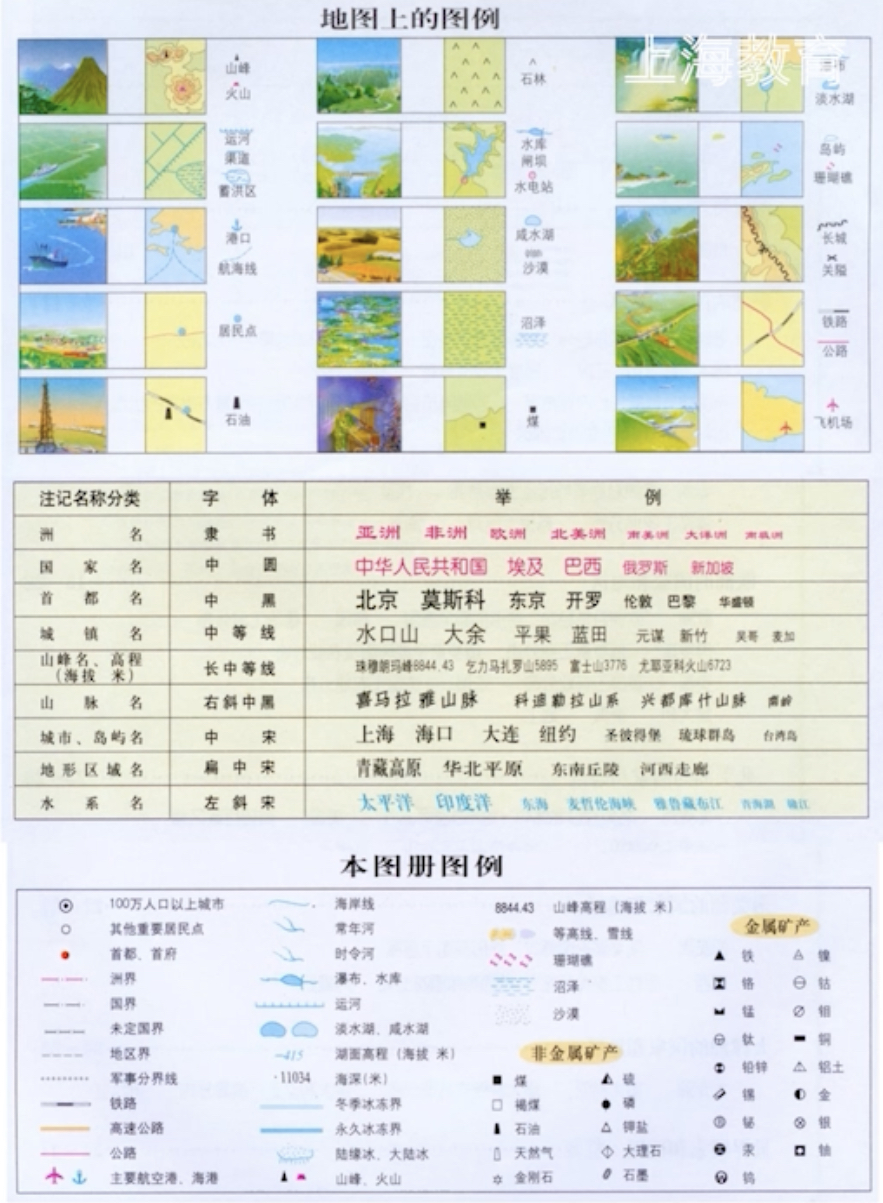 地图上的图例
上海教育
山峰
火山
石林
淡水湖
运河
渠道
蓄洪区
水库
闸坝
水电站
岛屿
珊瑚礁
港口
航海线
咸水湖
沙漠
长城
关隘
居民点
沼泽
铁路
公路
石油
煤
飞机场
注记名称分类 字 体 举 例
洲 名 隶 书 亚洲 非洲 欧洲 北美洲 南美洲 大洋洲 南极洲
国 家 名 中 圆 中华人民共和国 埃及 巴西 俄罗斯 新加坡
首 都 名 中 黑 北京 莫斯科 东京 开罗 伦敦 巴黎 华盛顿
城 镇 名 中 等 线 水口山 大余 平果 蓝田 元谋 新竹 吴哥 麦加
山峰名、高程(海拔 米) 长中等线 珠穆朗玛峰8844.43 乞力马扎罗山5895 富士山3776 尤耶亚科火山6723
山 脉 名 右斜中黑 喜马拉雅山脉 科迪勒拉山系 兴都库什山脉 南岭
城市、岛屿名 中 宋 上海 海口 大连 纽约 圣彼得堡 琉球群岛 台湾岛
地形区域名 扁 中 宋 青藏高原 华北平原 东南丘陵 河西走廊
水 系 名 左 斜 宋 太平洋 印度洋 东海 麦哲伦海峡 雅鲁藏布江 青海湖
本图册图例
100万人口以上城市
其他重要居民点
首都、首府
洲界
国界
未定国界
地区界
军事分界线
铁路
高速公路
公路
主要航空港、海港
海岸线
常年河
时令河
瀑布、水库
运河
淡水湖、咸水湖
415 湖面高程(海拔 米)
·11034 海深(米)
冬季冰冻界
永久冰冻界
陆缘冰、大陆冰
山峰、火山
8844.43 山峰高程(海拔 米)
等高线、雪线
珊瑚礁
沼泽
沙漠
非金属矿产
煤 硫
褐煤 磷
石油 钾盐
天然气 大理石
金刚石 石墨
金属矿产
铁 镍
铬 钴
锰 钼
钛 铜
铅锌 铝土
锡 金
铋 银
汞 铀
钨